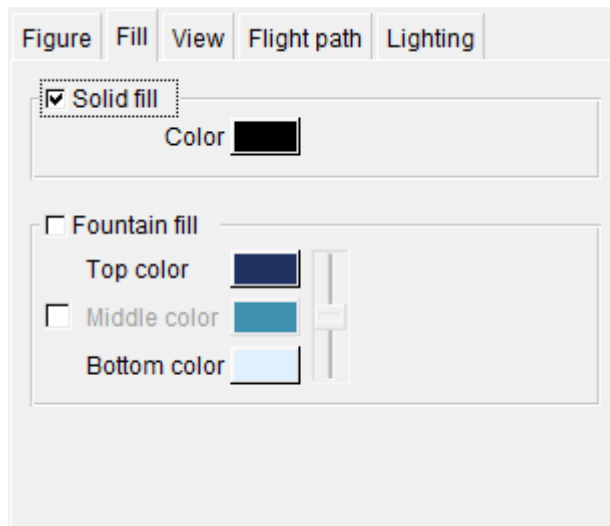 Figure Fill View Flight path Lighting
Solid fill
Color
Fountain fill
Top color
Middle color
Bottom color